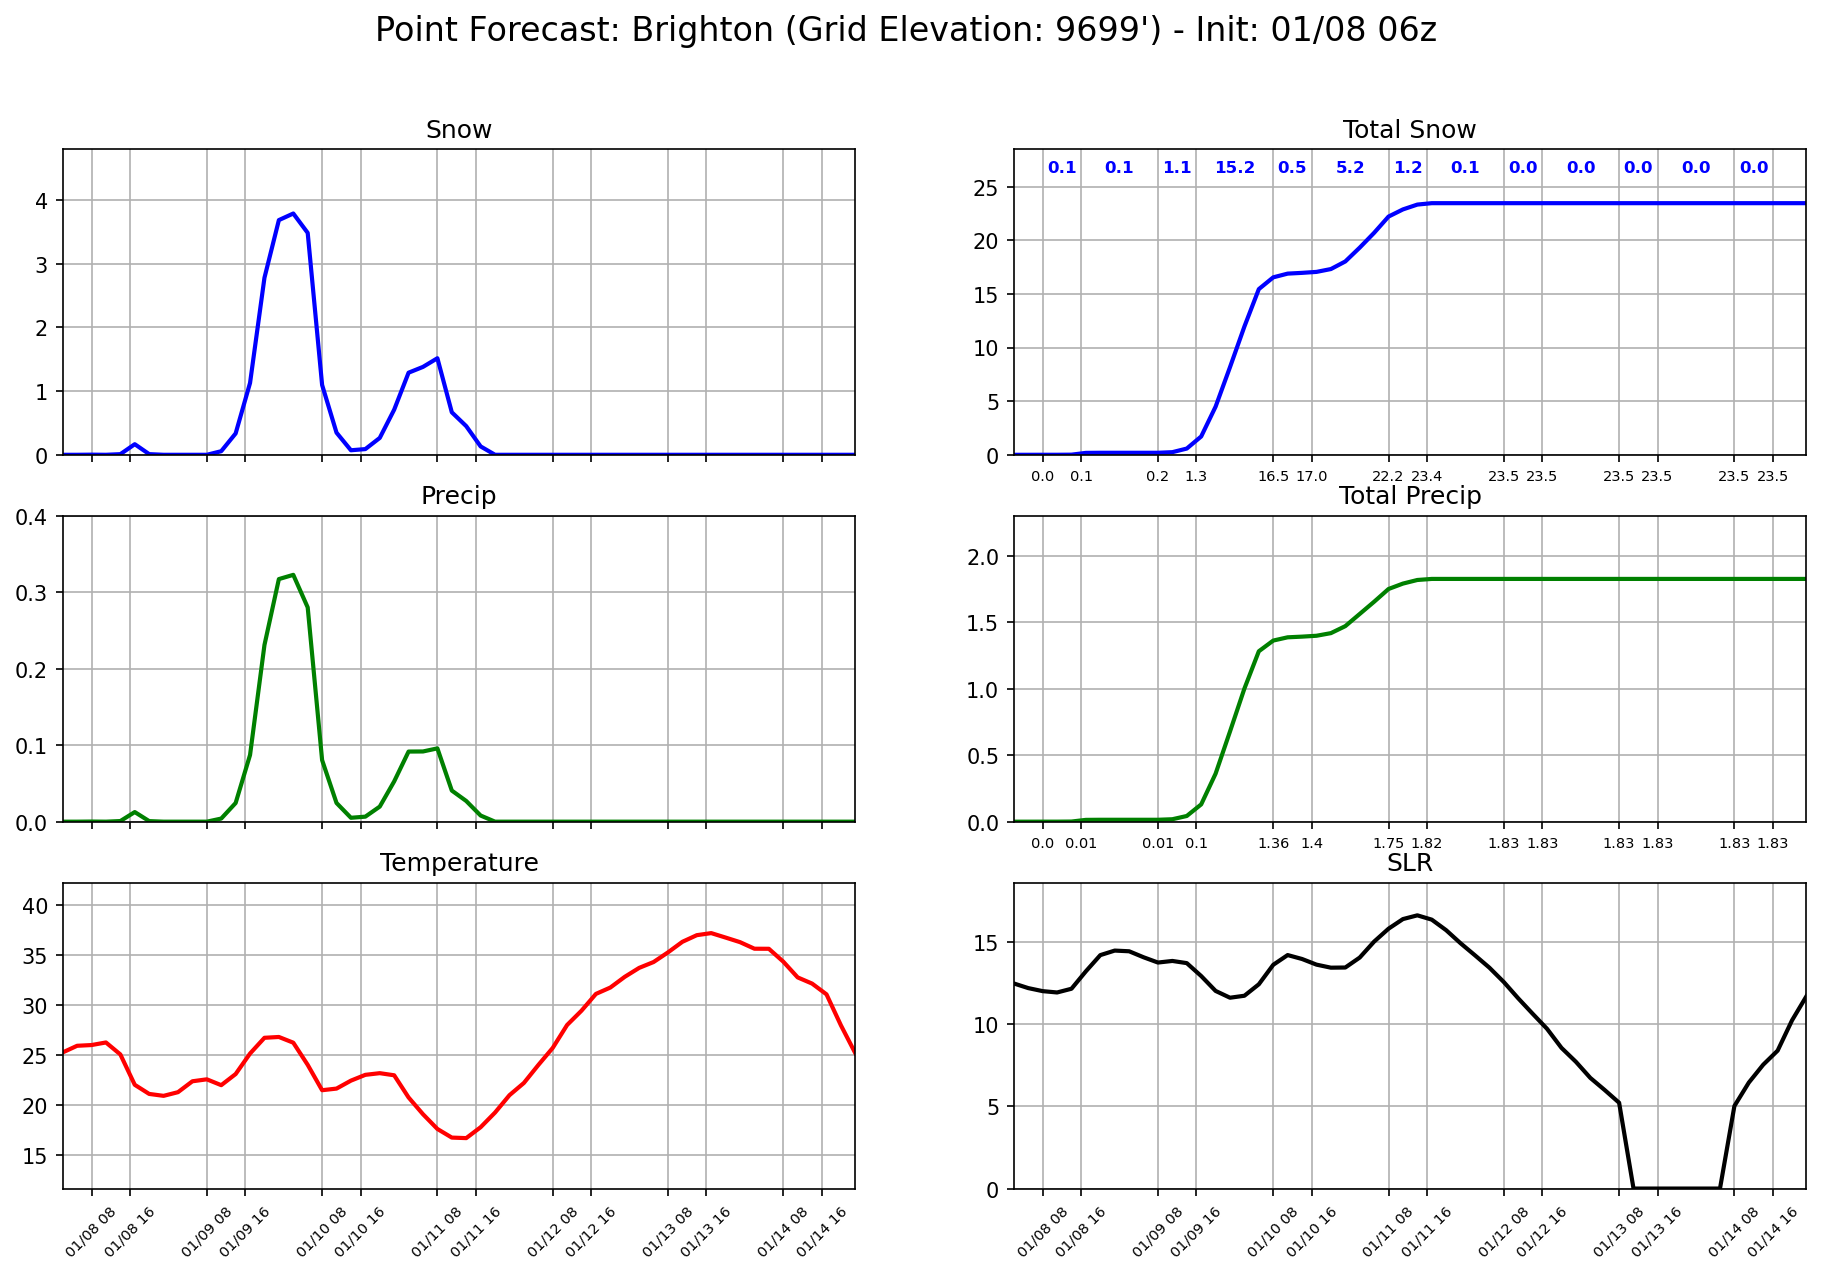 Point Forecast: Brighton (Grid Elevation: 9699') - Init: 01/08 06z
Snow
4
3
2
1
0
Total Snow
0.1 0.1 1.1 15.2 0.5 5.2 1.2 0.1 0.0 0.0 0.0 0.0 0.0
25
20
15
10
5
0
0.0 0.1 0.2 1.3 16.5 17.0 22.2 23.4 23.5 23.5 23.5 23.5 23.5 23.5
Precip
0.4
0.3
0.2
0.1
0.0
Total Precip
2.0
1.5
1.0
0.5
0.0
0.0 0.01 0.01 0.1 1.36 1.4 1.75 1.82 1.83 1.83 1.83 1.83 1.83 1.83
Temperature
40
35
30
25
20
15
01/08 08 01/08 16 01/09 08 01/09 16 01/10 08 01/10 16 01/11 08 01/11 16 01/12 08 01/12 16 01/13 08 01/13 16 01/14 08 01/14 16
SLR
15
10
5
0
01/08 08 01/08 16 01/09 08 01/09 16 01/10 08 01/10 16 01/11 08 01/11 16 01/12 08 01/12 16 01/13 08 01/13 16 01/14 08 01/14 16